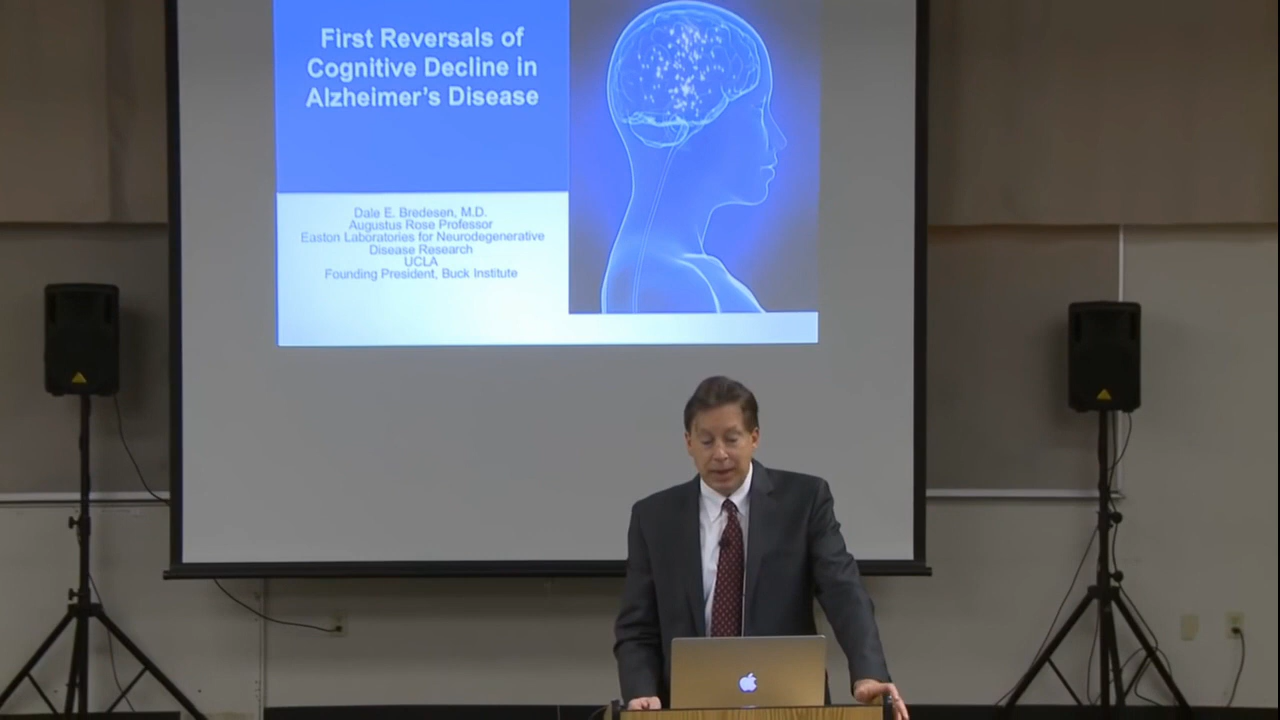 First Reversals of
Cognitive Decline in
Alzheimer's Disease
Dale E. Bredesen, M.D.
Augustus Rose Professor
Easton Laboratories for Neurodegenerative
Disease Research
UCLA
Founding President, Buck Institute